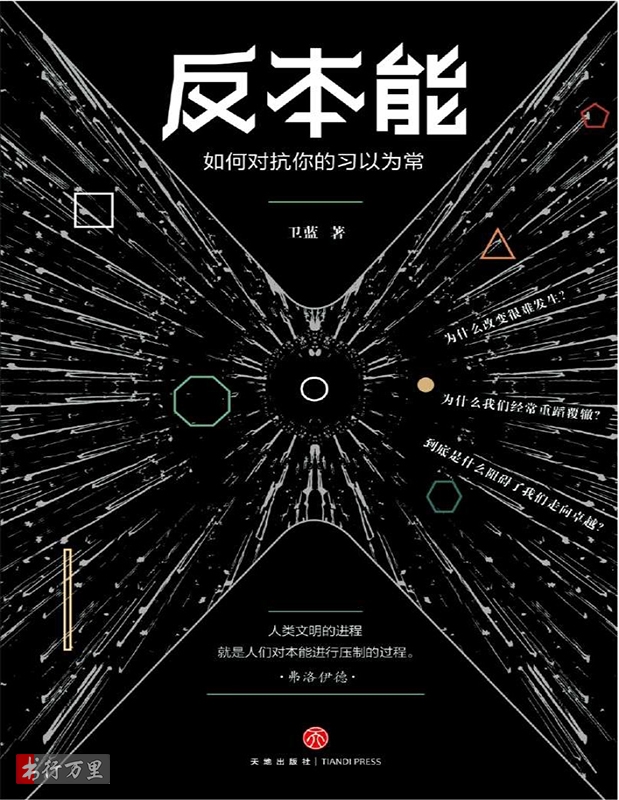 反本能
如何对抗你的习以为常
卫蓝 著
为什么改变很难发生？
为什么我们经常重蹈覆辙？
到底是什么阻碍了我们走向卓越？
人类文明的进程
就是人们对本能进行压制的过程。
·弗洛伊德·
天地出版社 | TIANDI PRESS
书行万里